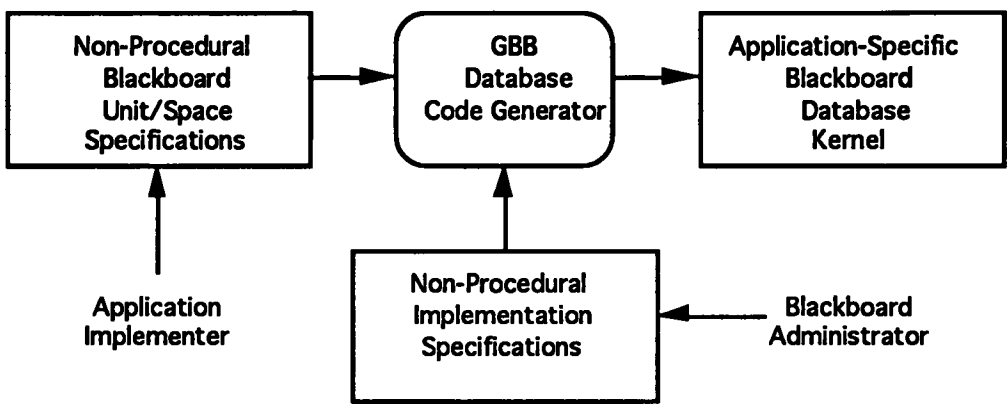 Non-Procedural
Blackboard
Unit/Space
Specifications
GBB
Database
Code Generator
Application-Specific
Blackboard
Database
Kernel
Application
Implementer
Non-Procedural
Implementation
Specifications
Blackboard
Administrator